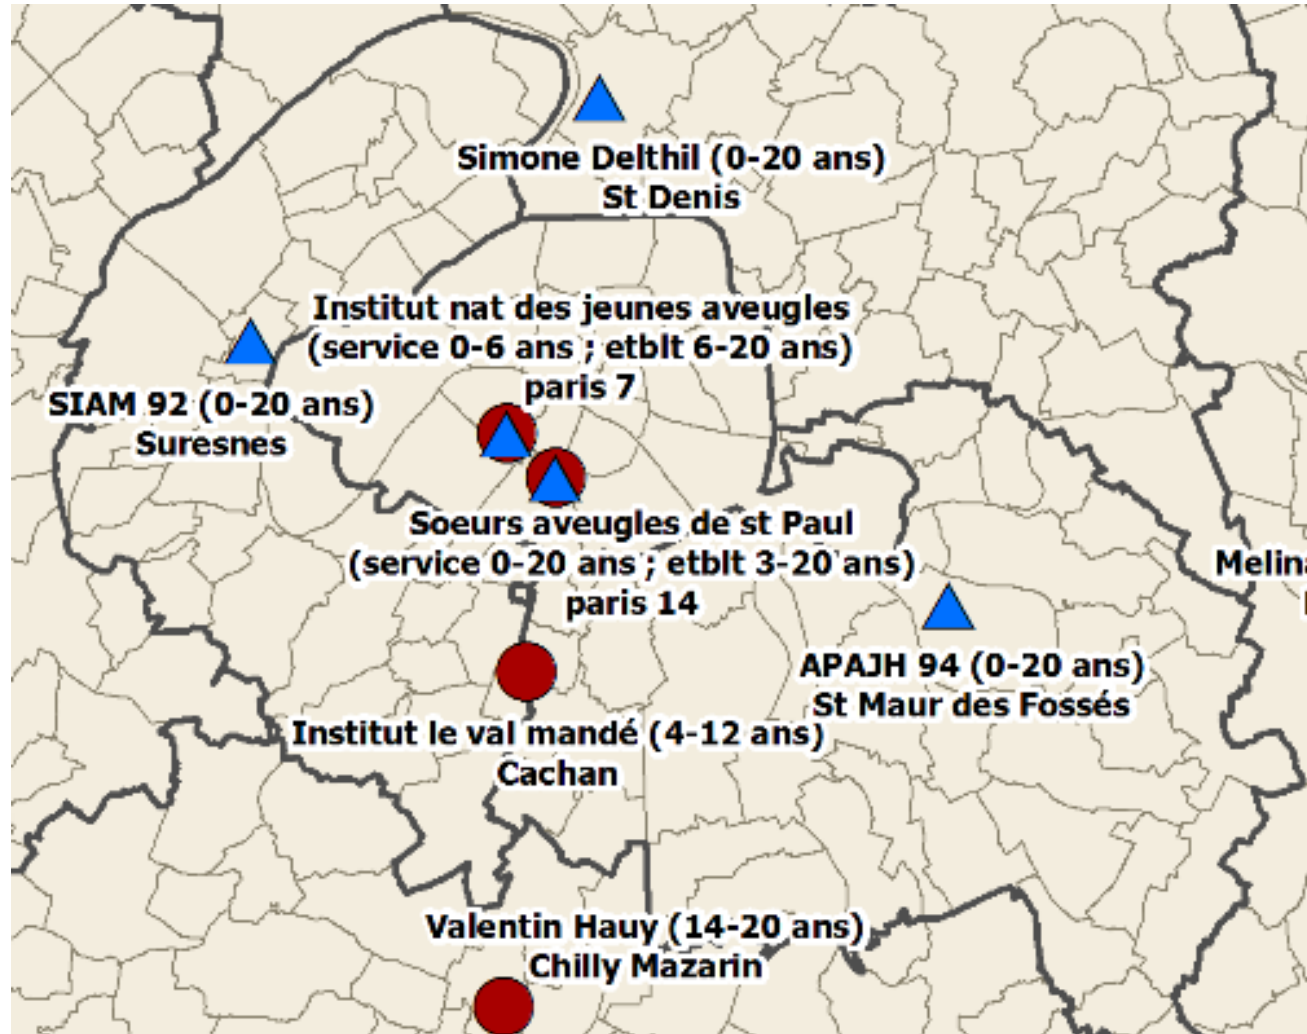 Simone Delthil (0-20 ans)
St Denis
Institut nat des jeunes aveugles
(service 0-6 ans ; etblt 6-20 ans)
paris 7
SIAM 92 (0-20 ans)
Suresnes
Soeurs aveugles de st Paul
(service 0-20 ans ; etblt 3-20 ans)
paris 14
Melina
APAJH 94 (0-20 ans)
St Maur des Fossés
Institut le val mandé (4-12 ans)
Cachan
Valentin Hauy (14-20 ans)
Chilly Mazarin